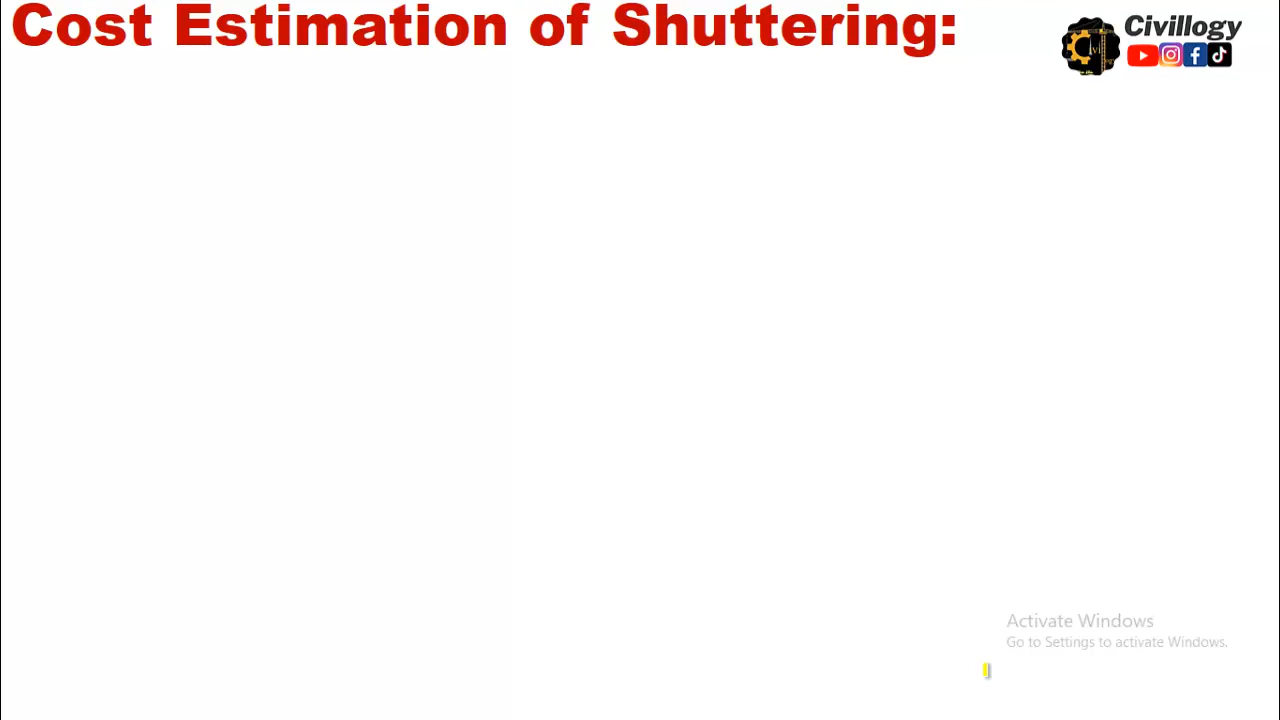 Cost Estimation of Shuttering:
Civillogy
Activate Windows
Go to Settings to activate Windows.